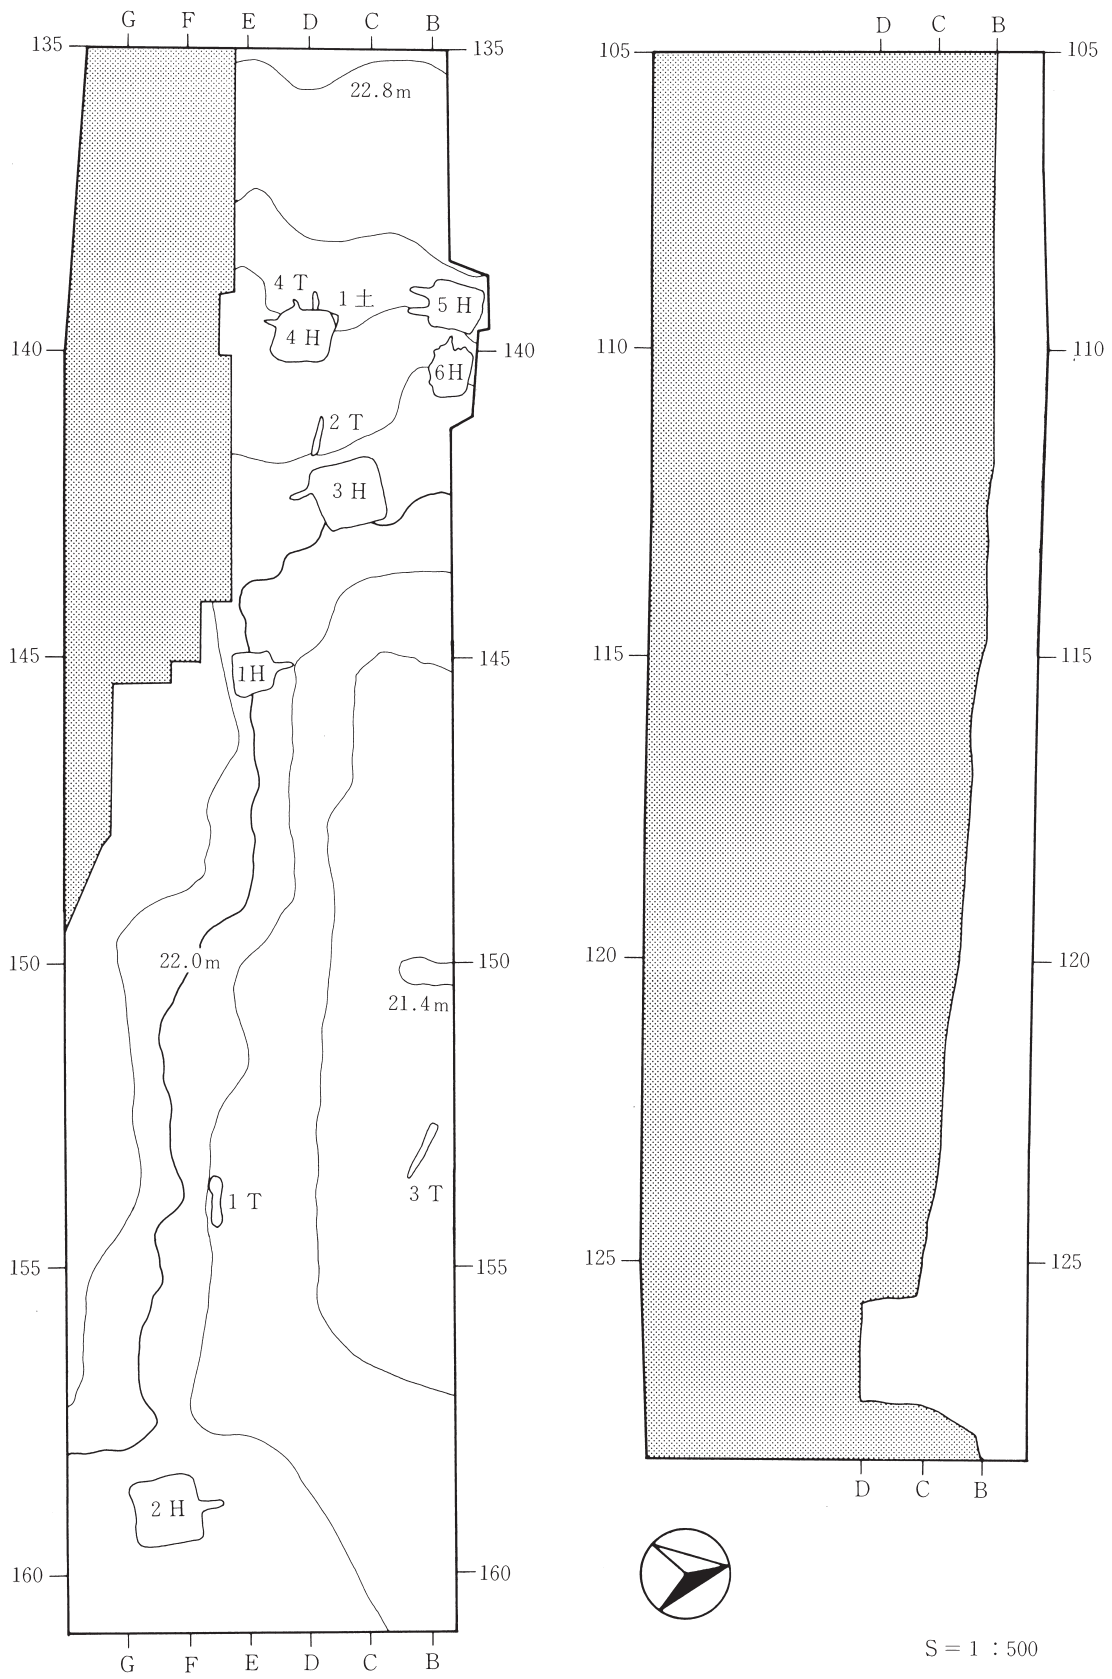 G F E D C B
135 135
22.8m
4 T
1 土
5 H
4 H
140 140
6H
2 T
3 H
145 145
1H
150 150
22.0m
21.4m
1 T
3 T
155 155
2 H
160 160
G F E D C B
D C B
105 105
110 110
115 115
120 120
125 125
D C B
S = 1 : 500